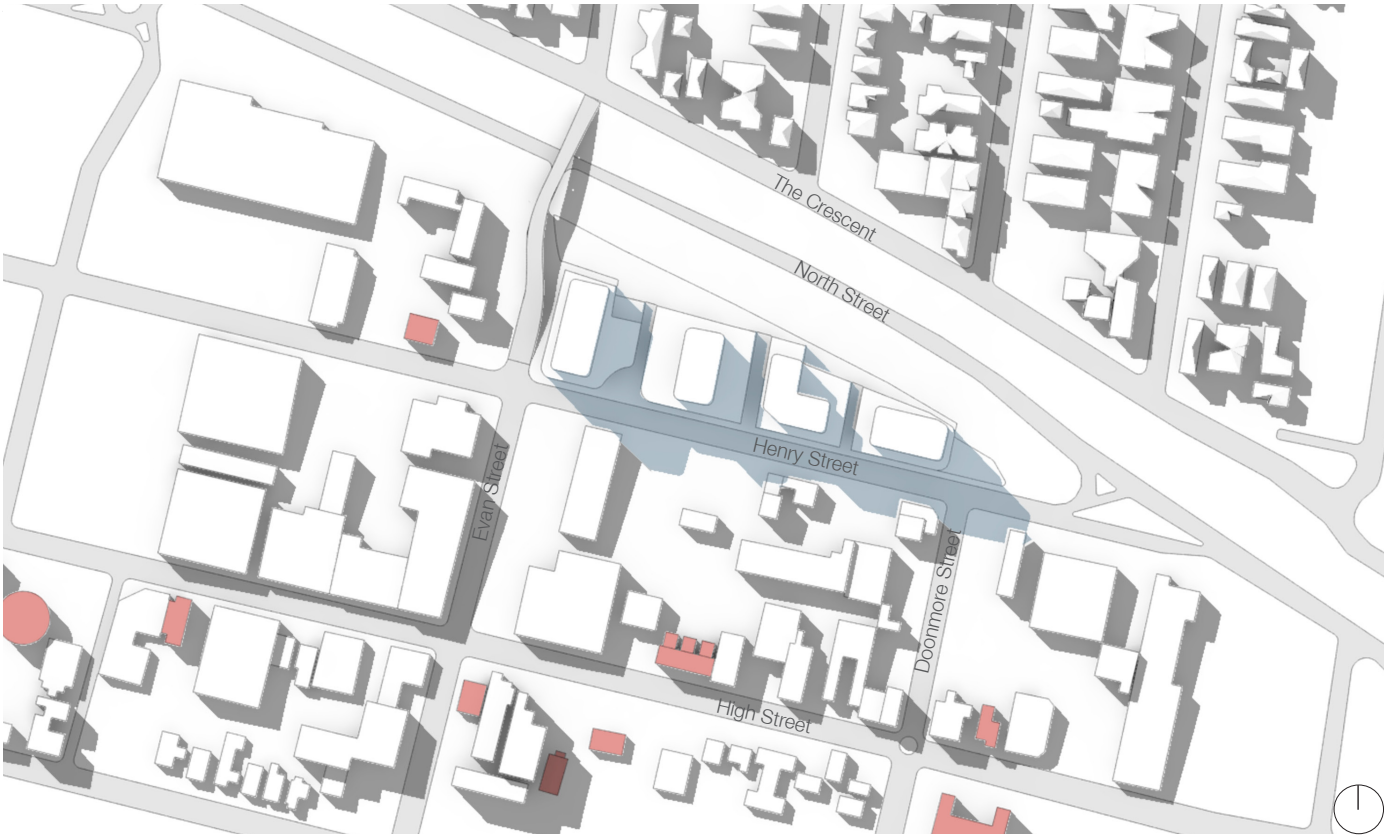 The Crescent
North Street
Henry Street
Evan Street
Doonmore Street
High Street